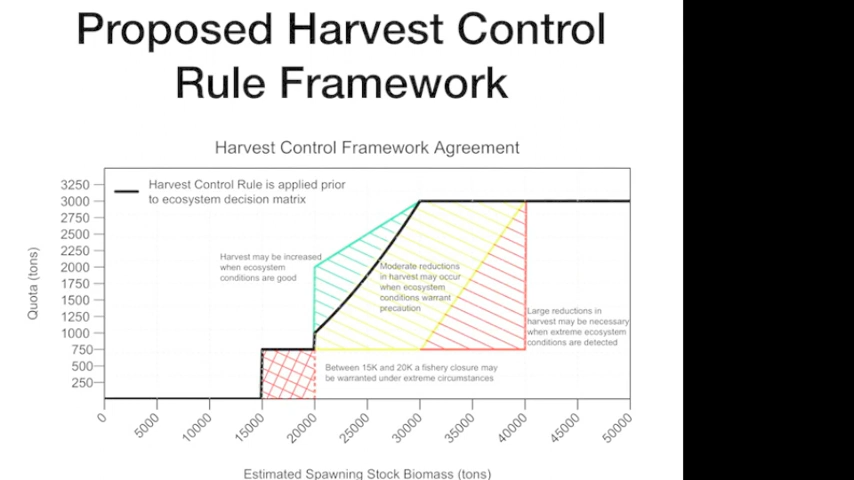 Proposed Harvest Control
Rule Framework
Harvest Control Framework Agreement
Harvest Control Rule is applied prior
to ecosystem decision matrix
Quota (tons)
3250
3000
2750
2500
2250
2000
1750
1500
1250
1000
750
500
250
Harvest may be increased
when ecosystem
conditions are good
Moderate reductions
in harvest may occur
when ecosystem
conditions warrant
precaution
Large reductions in
harvest may be necessary
when extreme ecosystem
conditions are detected
Between 15K and 20K a fishery closure may
be warranted under extreme circumstances
0
5000
10000
15000
20000
25000
30000
35000
40000
45000
50000
Estimated Spawning Stock Biomass (tons)